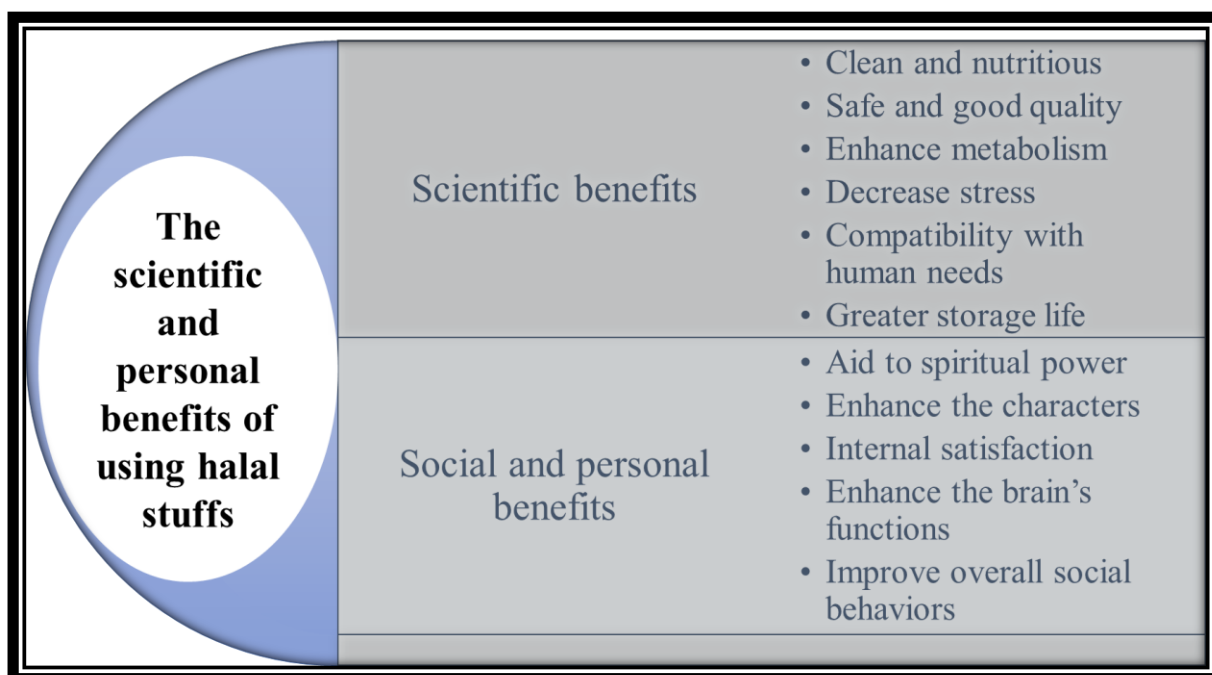 The
scientific
and
personal
benefits of
using halal
stuffs
Scientific benefits
• Clean and nutritious
• Safe and good quality
• Enhance metabolism
• Decrease stress
• Compatibility with
human needs
• Greater storage life
Social and personal
benefits
• Aid to spiritual power
• Enhance the characters
• Internal satisfaction
• Enhance the brain’s
functions
• Improve overall social
behaviors